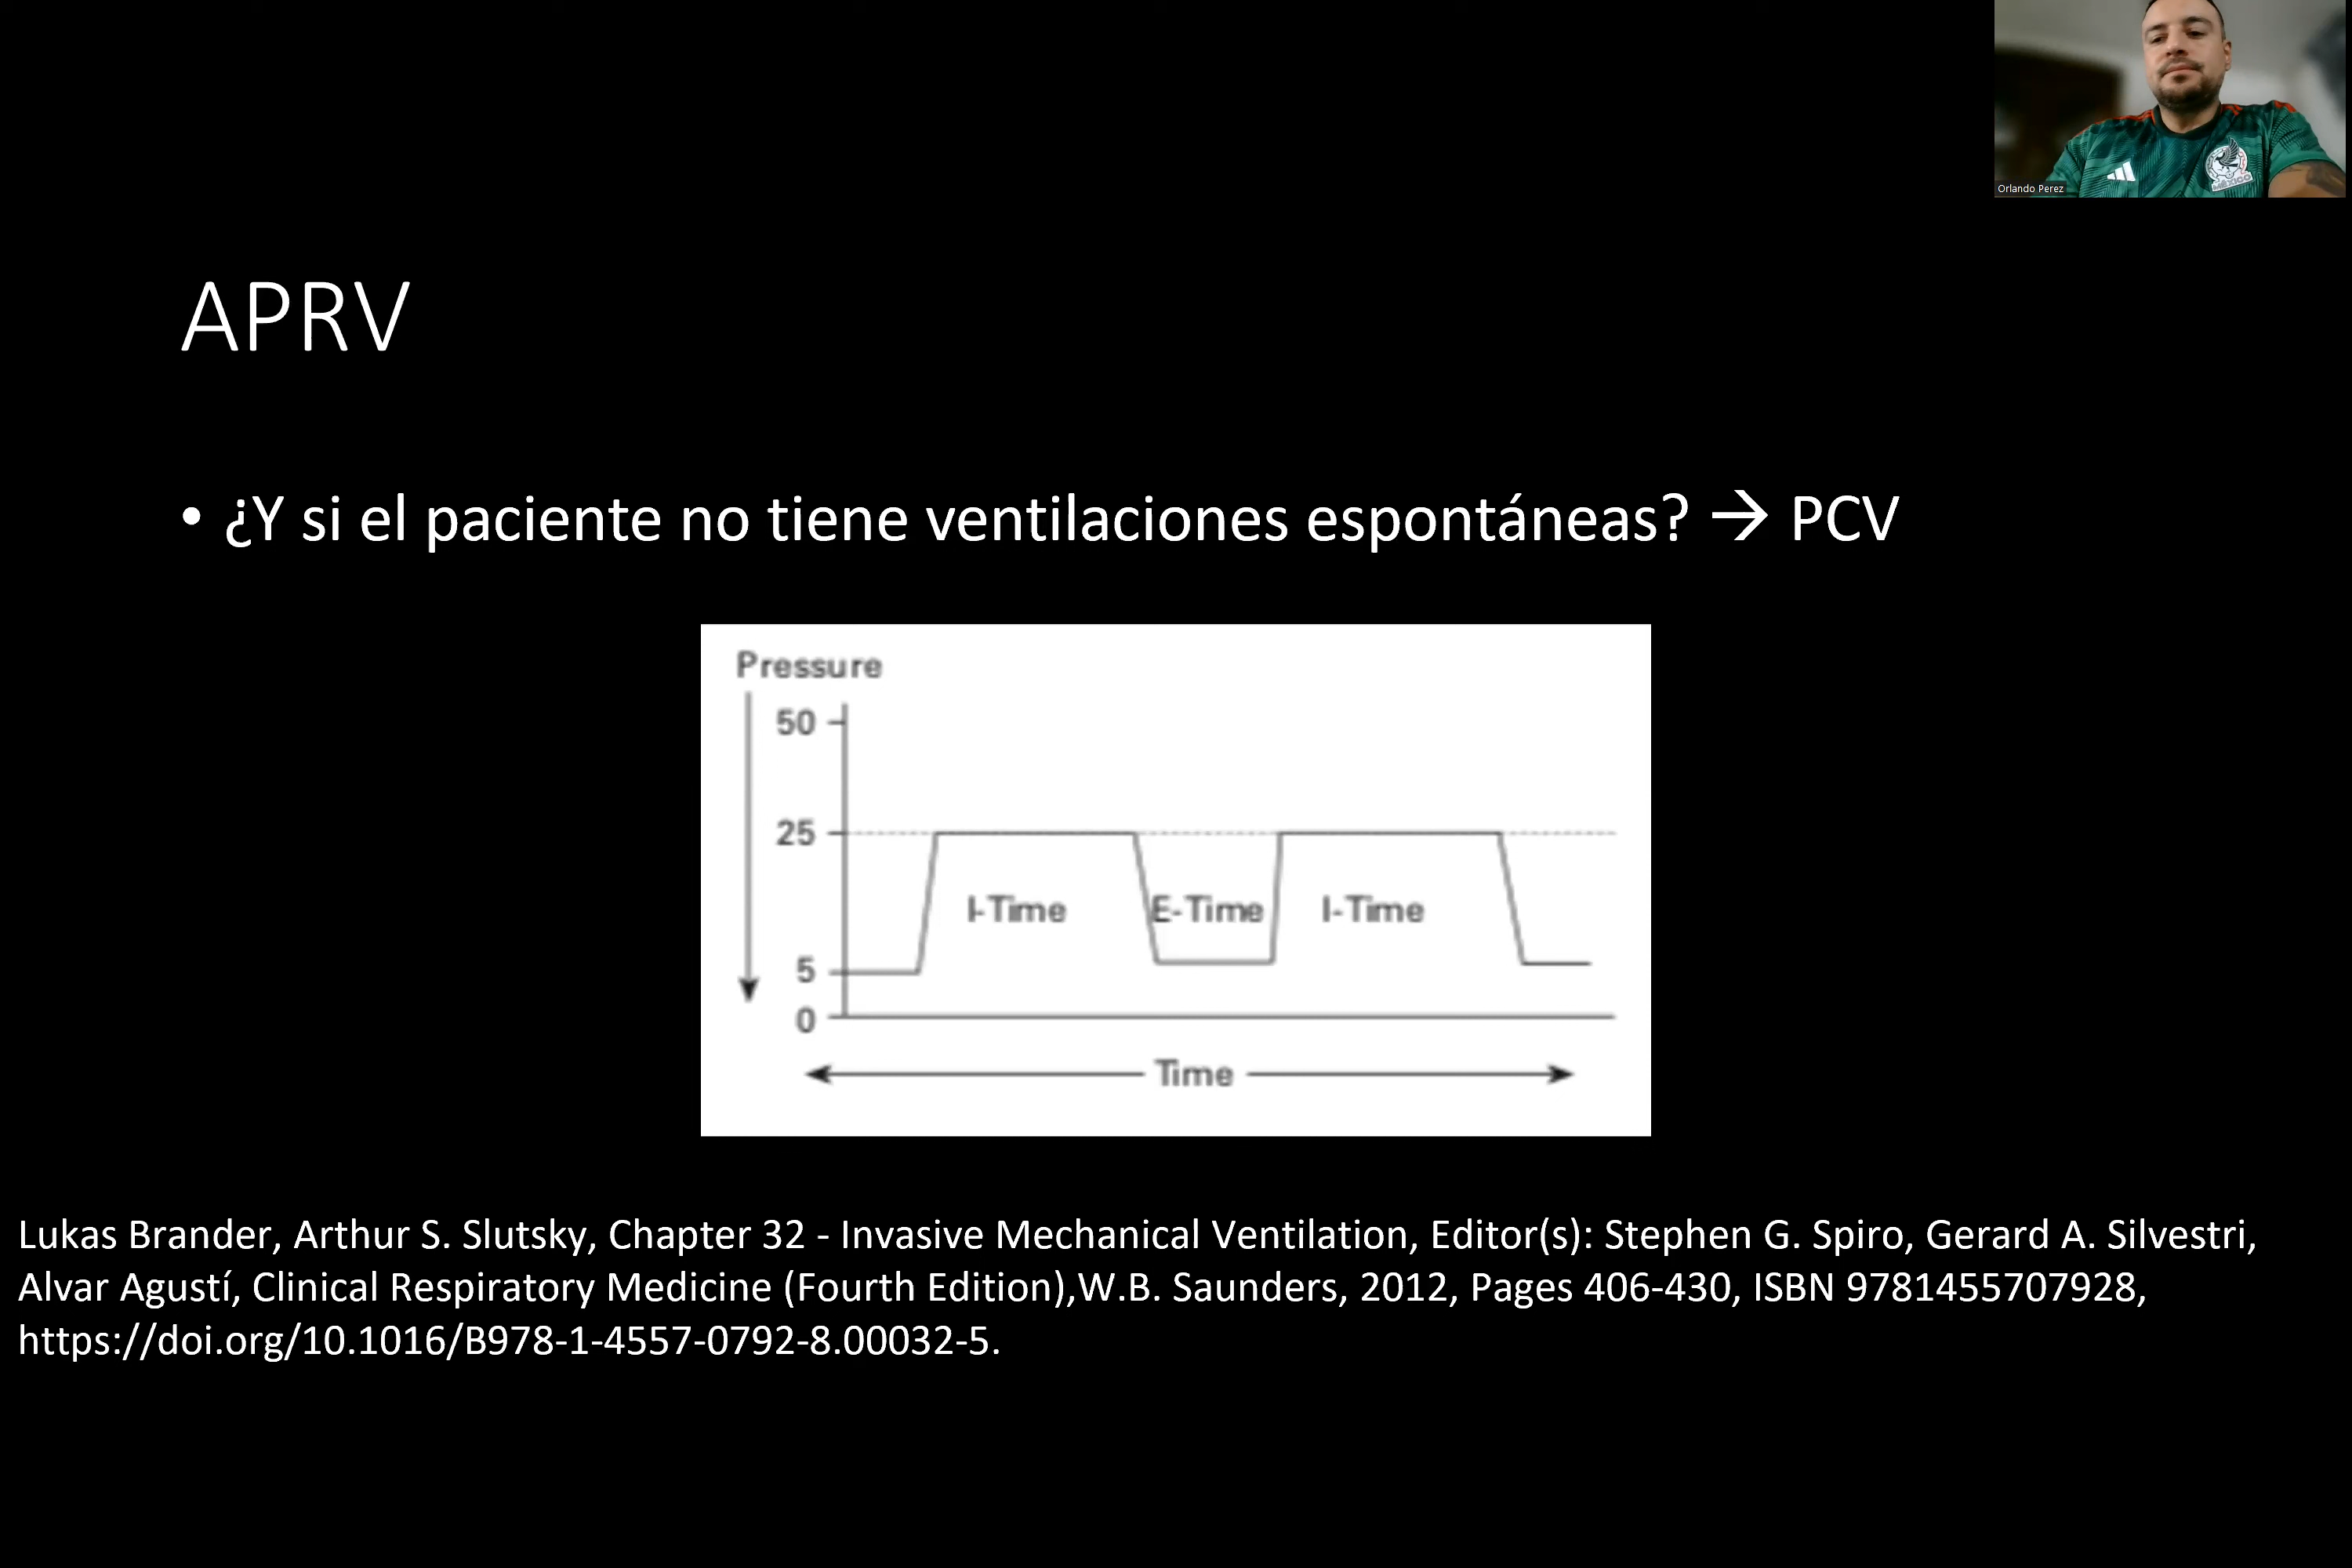 Orlando Perez
APRV
• ¿Y si el paciente no tiene ventilaciones espontáneas? → PCV
Pressure
50
25
I-Time
E-Time
I-Time
5
0
Time
Lukas Brander, Arthur S. Slutsky, Chapter 32 - Invasive Mechanical Ventilation, Editor(s): Stephen G. Spiro, Gerard A. Silvestri,
Alvar Agustí, Clinical Respiratory Medicine (Fourth Edition),W.B. Saunders, 2012, Pages 406-430, ISBN 9781455707928,
https://doi.org/10.1016/B978-1-4557-0792-8.00032-5.
MÉXICO